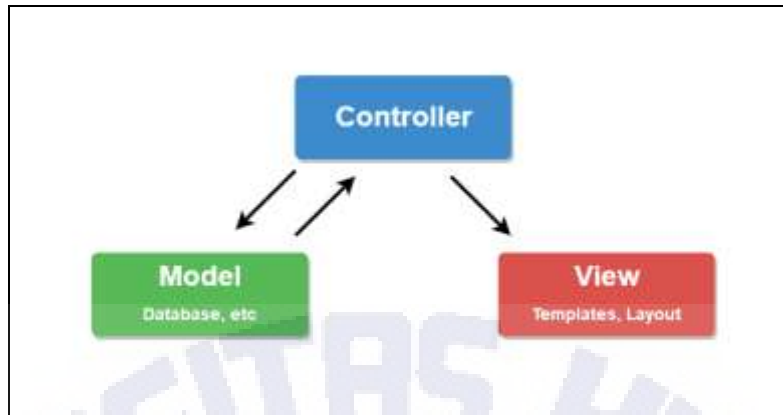 Controller
Model
Database, etc
View
Templates, Layout